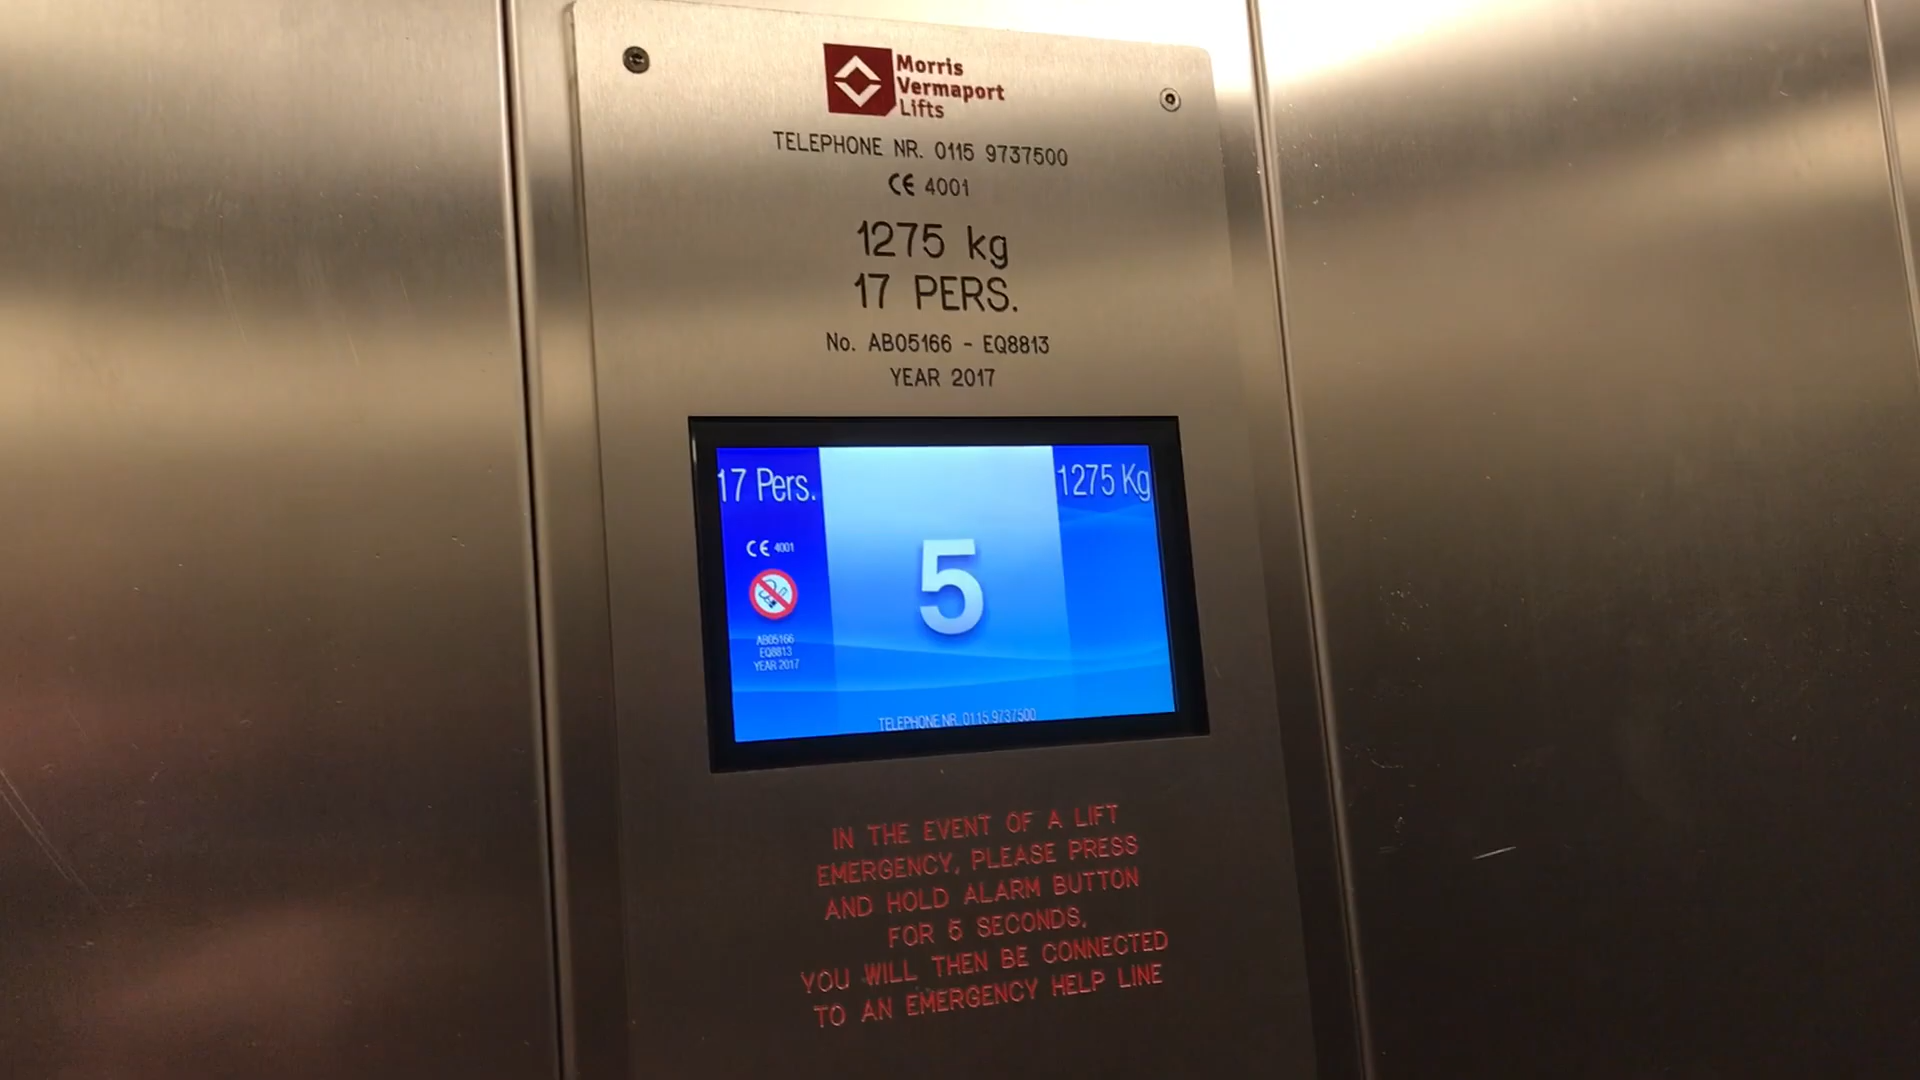 Morris
Vermaport
Lifts
TELEPHONE NR. 0115 9737500
CE 4001
1275 kg
17 PERS.
No. AB05166 - EQ8813
YEAR 2017
17 Pers.
1275 Kg
CE 4001
5
AB05166
EQ8813
YEAR 2017
TELEPHONE NR. 0115 9737500
IN THE EVENT OF A LIFT
EMERGENCY, PLEASE PRESS
AND HOLD ALARM BUTTON
FOR 5 SECONDS,
YOU WILL THEN BE CONNECTED
TO AN EMERGENCY HELP LINE